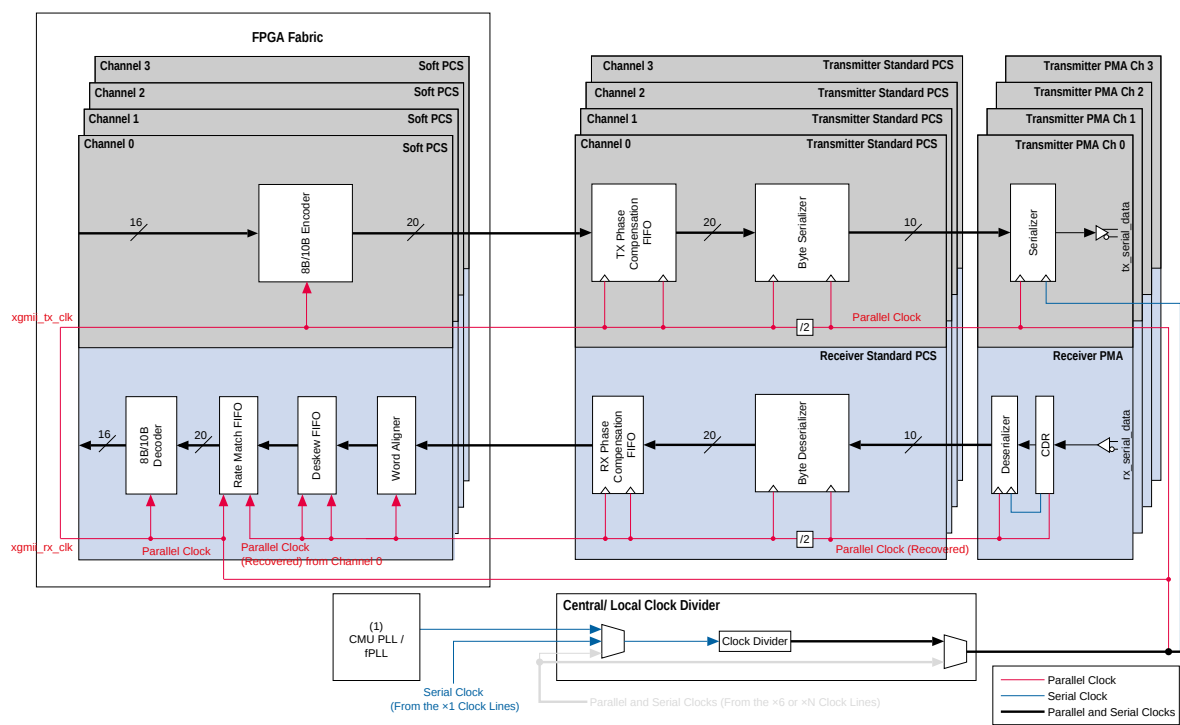 FPGA Fabric
Channel 3 Soft PCS
Channel 2 Soft PCS
Channel 1 Soft PCS
Channel 0 Soft PCS
Channel 3 Transmitter Standard PCS
Channel 2 Transmitter Standard PCS
Channel 1 Transmitter Standard PCS
Channel 0 Transmitter Standard PCS
Transmitter PMA Ch 3
Transmitter PMA Ch 2
Transmitter PMA Ch 1
Transmitter PMA Ch 0
16
8B/10B Encoder
20
TX Phase
Compensation
FIFO
20
Byte Serializer
10
Serializer
tx_serial_data
xgmii_tx_clk
/2
Parallel Clock
Receiver Standard PCS
Receiver PMA
16
8B/10B
Decoder
20
Rate Match FIFO
Deskew FIFO
Word Aligner
RX Phase
Compensation
FIFO
20
Byte Deserializer
10
Deserializer
CDR
rx_serial_data
xgmii_rx_clk
Parallel Clock
Parallel Clock
(Recovered) from Channel 0
/2
Parallel Clock (Recovered)
(1)
CMU PLL /
fPLL
Central/ Local Clock Divider
Clock Divider
Serial Clock
(From the ×1 Clock Lines)
Parallel and Serial Clocks (From the ×6 or ×N Clock Lines)
Parallel Clock
Serial Clock
Parallel and Serial Clocks